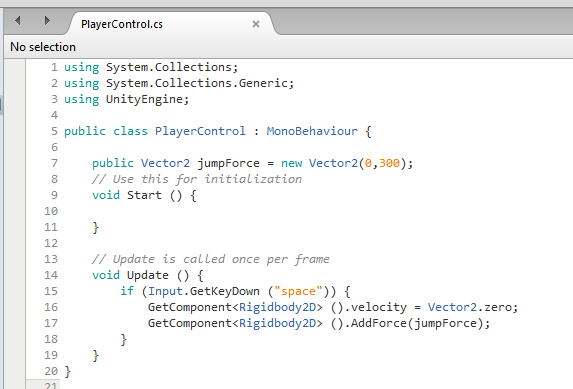 PlayerControl.cs
No selection
1 using System.Collections;
2 using System.Collections.Generic;
3 using UnityEngine;
4
5 public class PlayerControl : MonoBehaviour {
6
7     public Vector2 jumpForce = new Vector2(0,300);
8     // Use this for initialization
9     void Start () {
10
11     }
12
13     // Update is called once per frame
14     void Update () {
15         if (Input.GetKeyDown ("space")) {
16             GetComponent<Rigidbody2D> ().velocity = Vector2.zero;
17             GetComponent<Rigidbody2D> ().AddForce(jumpForce);
18         }
19     }
20 }
21